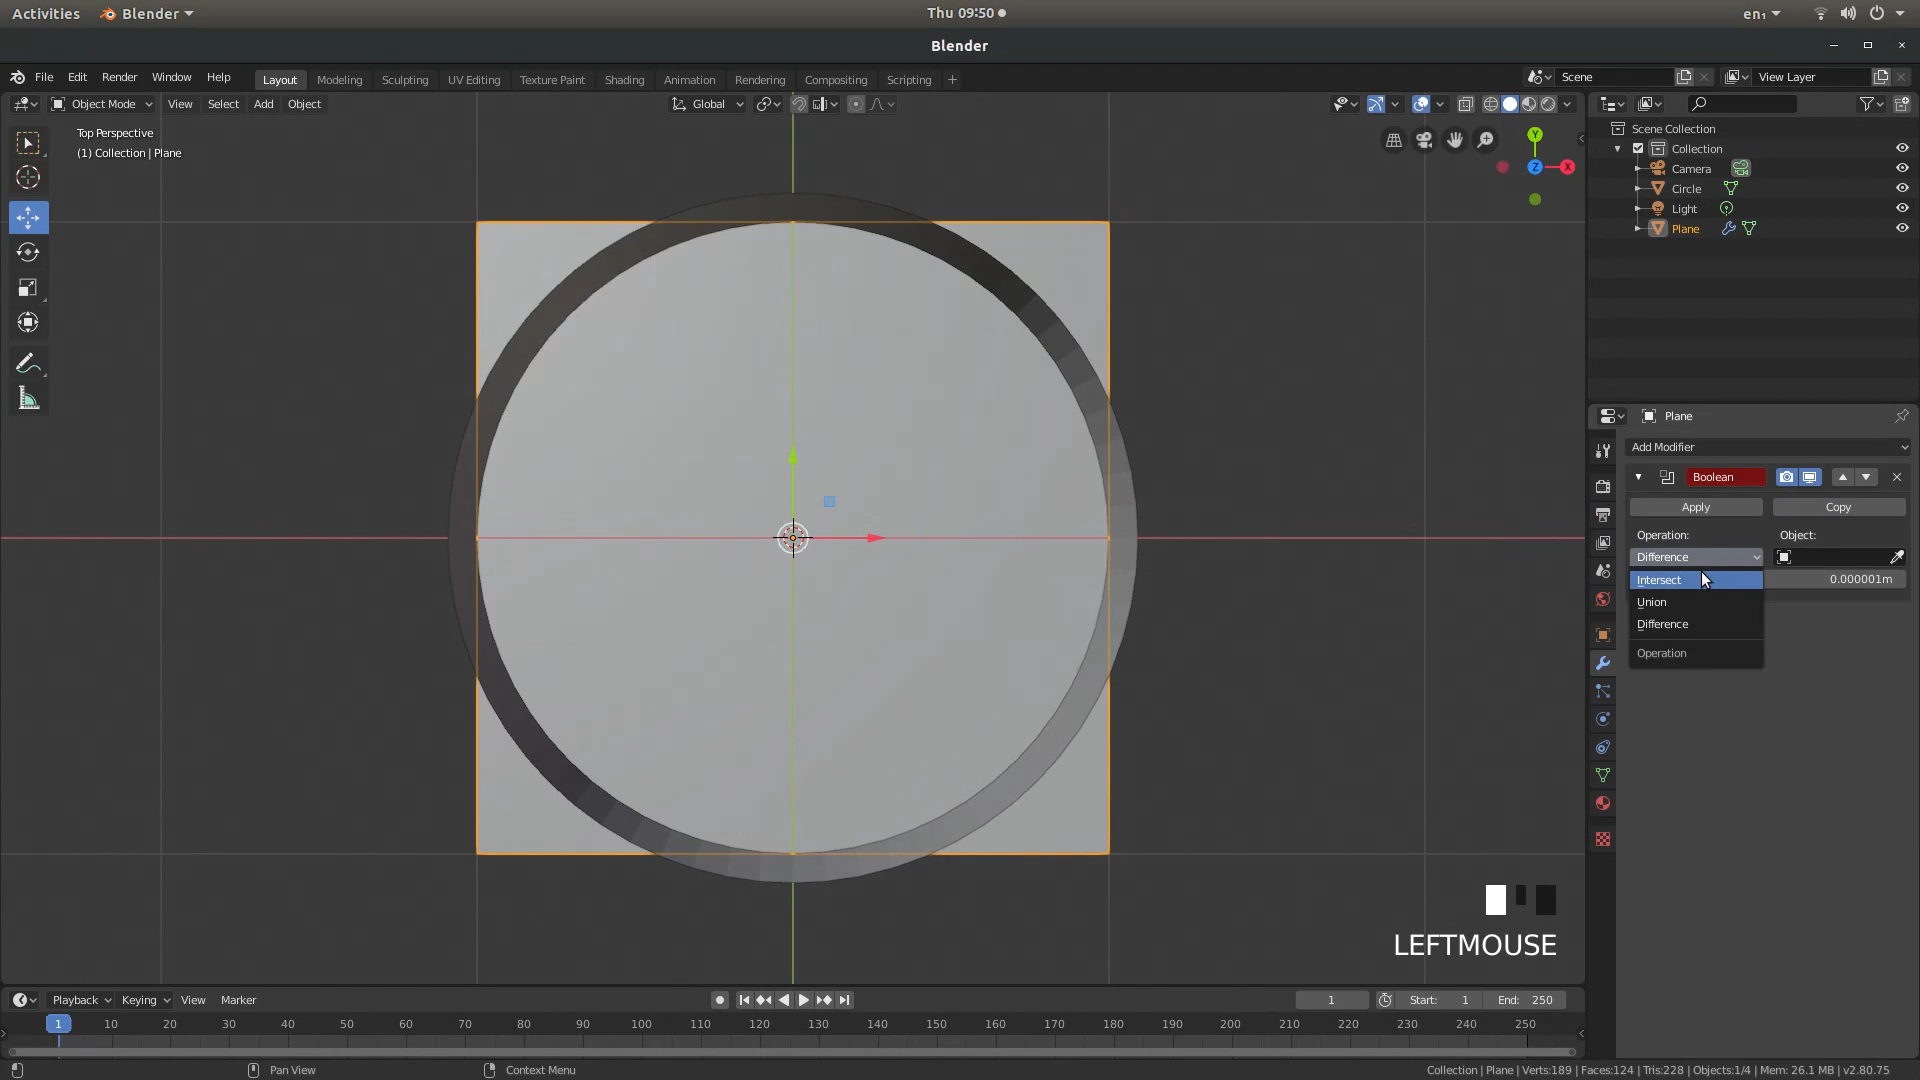 Activities Blender Thu 09:50 en₁
Blender
File Edit Render Window Help Layout Modeling Sculpting UV Editing Texture Paint Shading Animation Rendering Compositing Scripting + Scene View Layer
Object Mode View Select Add Object Global
Top Perspective
(1) Collection | Plane
Y
Z X
Scene Collection
Collection
Camera
Circle
Light
Plane
Plane
Add Modifier
Boolean
Apply Copy
Operation: Object:
Difference
Intersect 0.000001m
Union
Difference
Operation
LEFTMOUSE
Playback Keying View Marker 1 Start: 1 End: 250
1 10 20 30 40 50 60 70 80 90 100 110 120 130 140 150 160 170 180 190 200 210 220 230 240 250
Pan View Context Menu Collection | Plane | Verts:189 | Faces:124 | Tris:228 | Objects:1/4 | Mem: 26.1 MB | v2.80.75